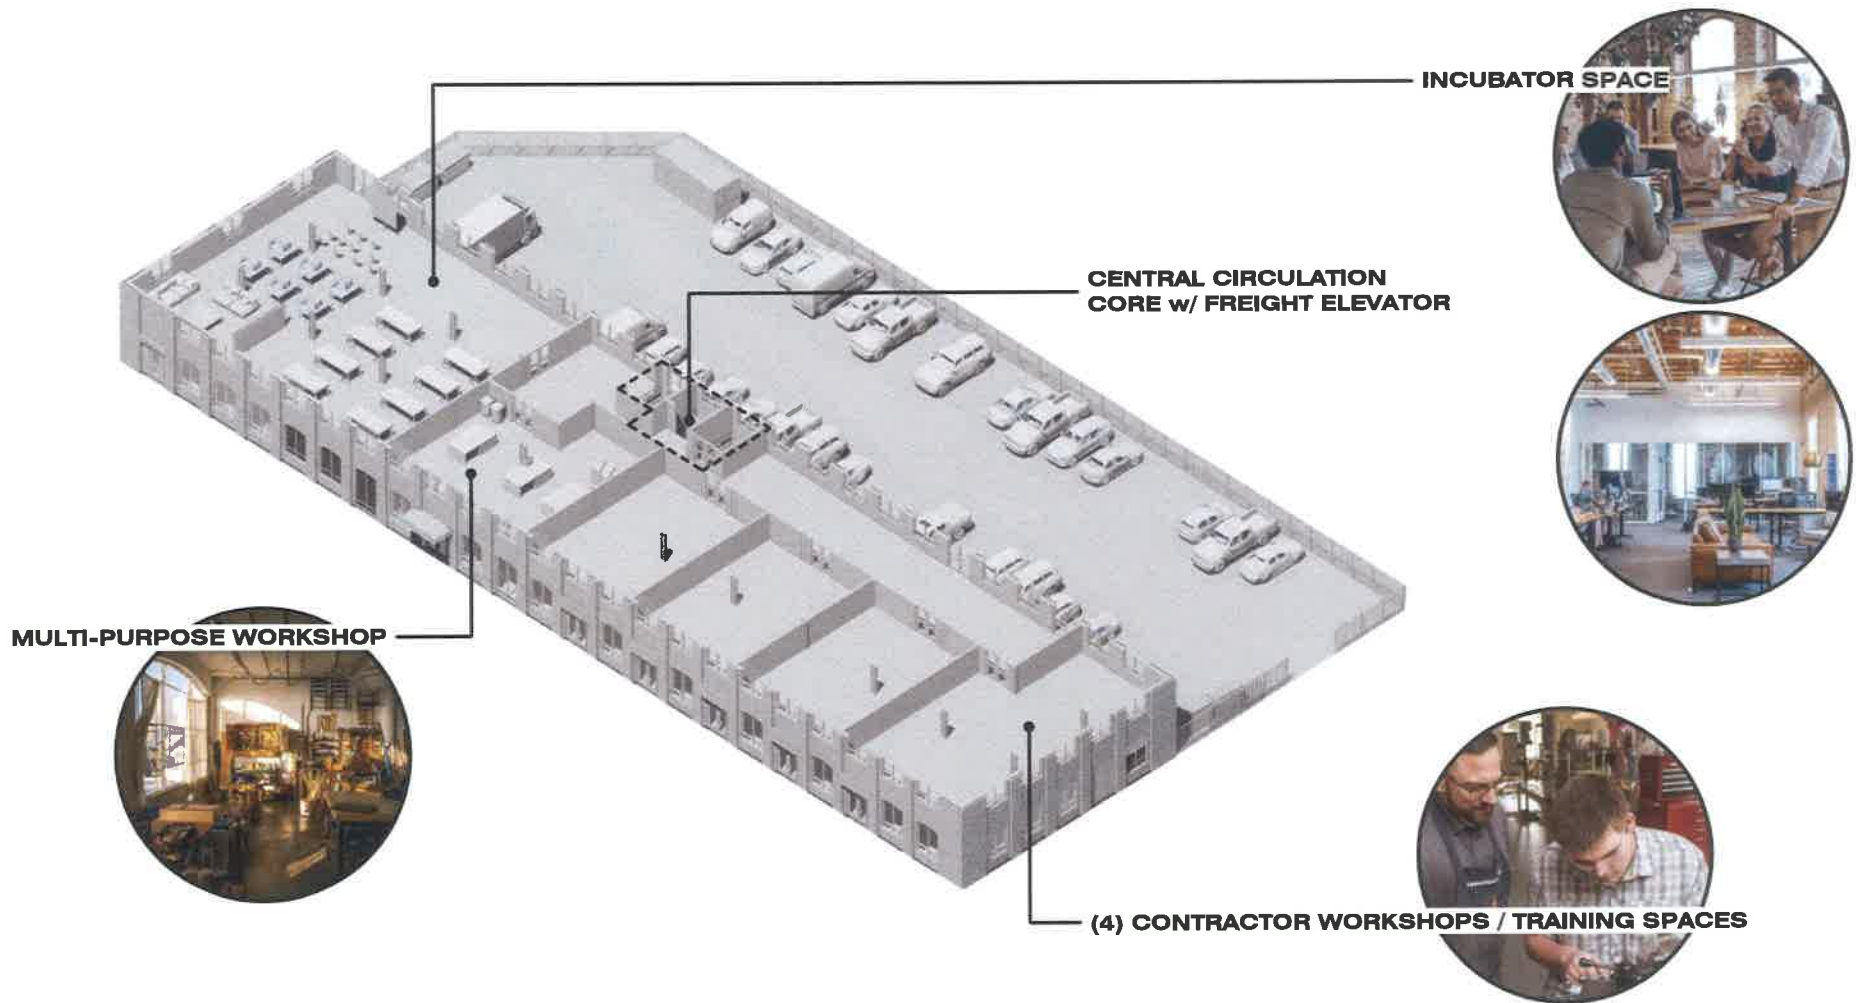 INCUBATOR SPACE
CENTRAL CIRCULATION
CORE w/ FREIGHT ELEVATOR
MULTI-PURPOSE WORKSHOP
(4) CONTRACTOR WORKSHOPS / TRAINING SPACES